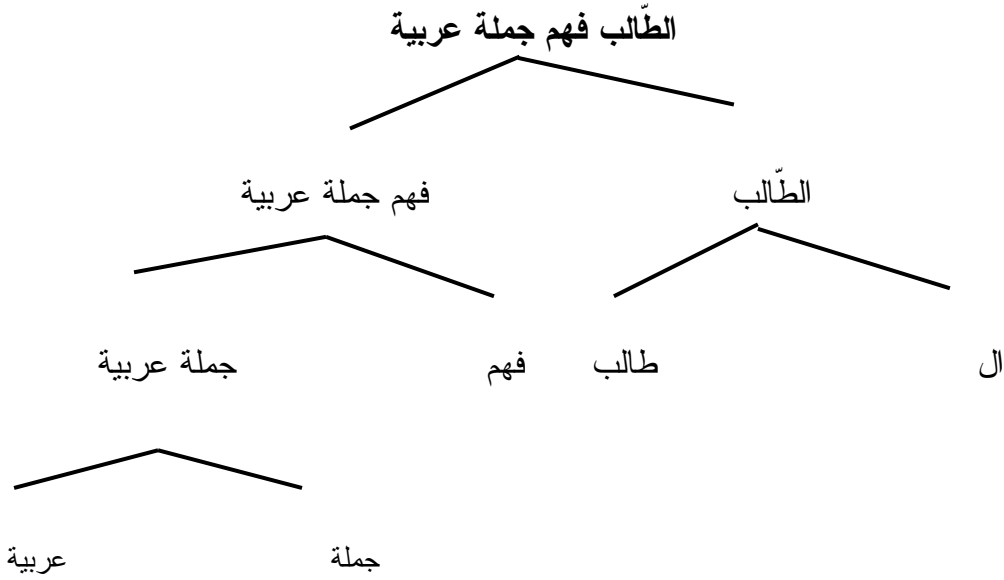 الطّالب فهم جملة عربية
الطّالب فهم جملة عربية
ال طالب فهم جملة عربية
جملة عربية